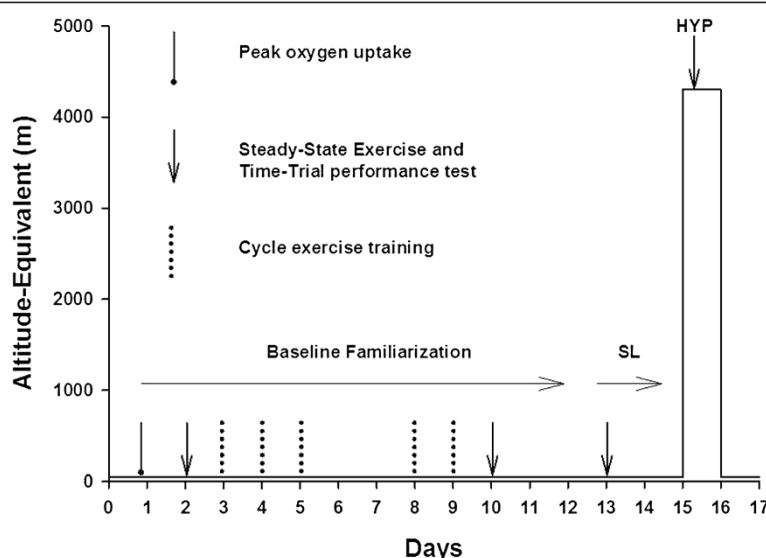 HYP
5000
Peak oxygen uptake
4000
Steady-State Exercise and
Time-Trial performance test
3000
Cycle exercise training
2000
Baseline Familiarization
SL
1000
0
Altitude-Equivalent (m)
0 1 2 3 4 5 6 7 8 9 10 11 12 13 14 15 16 17
Days